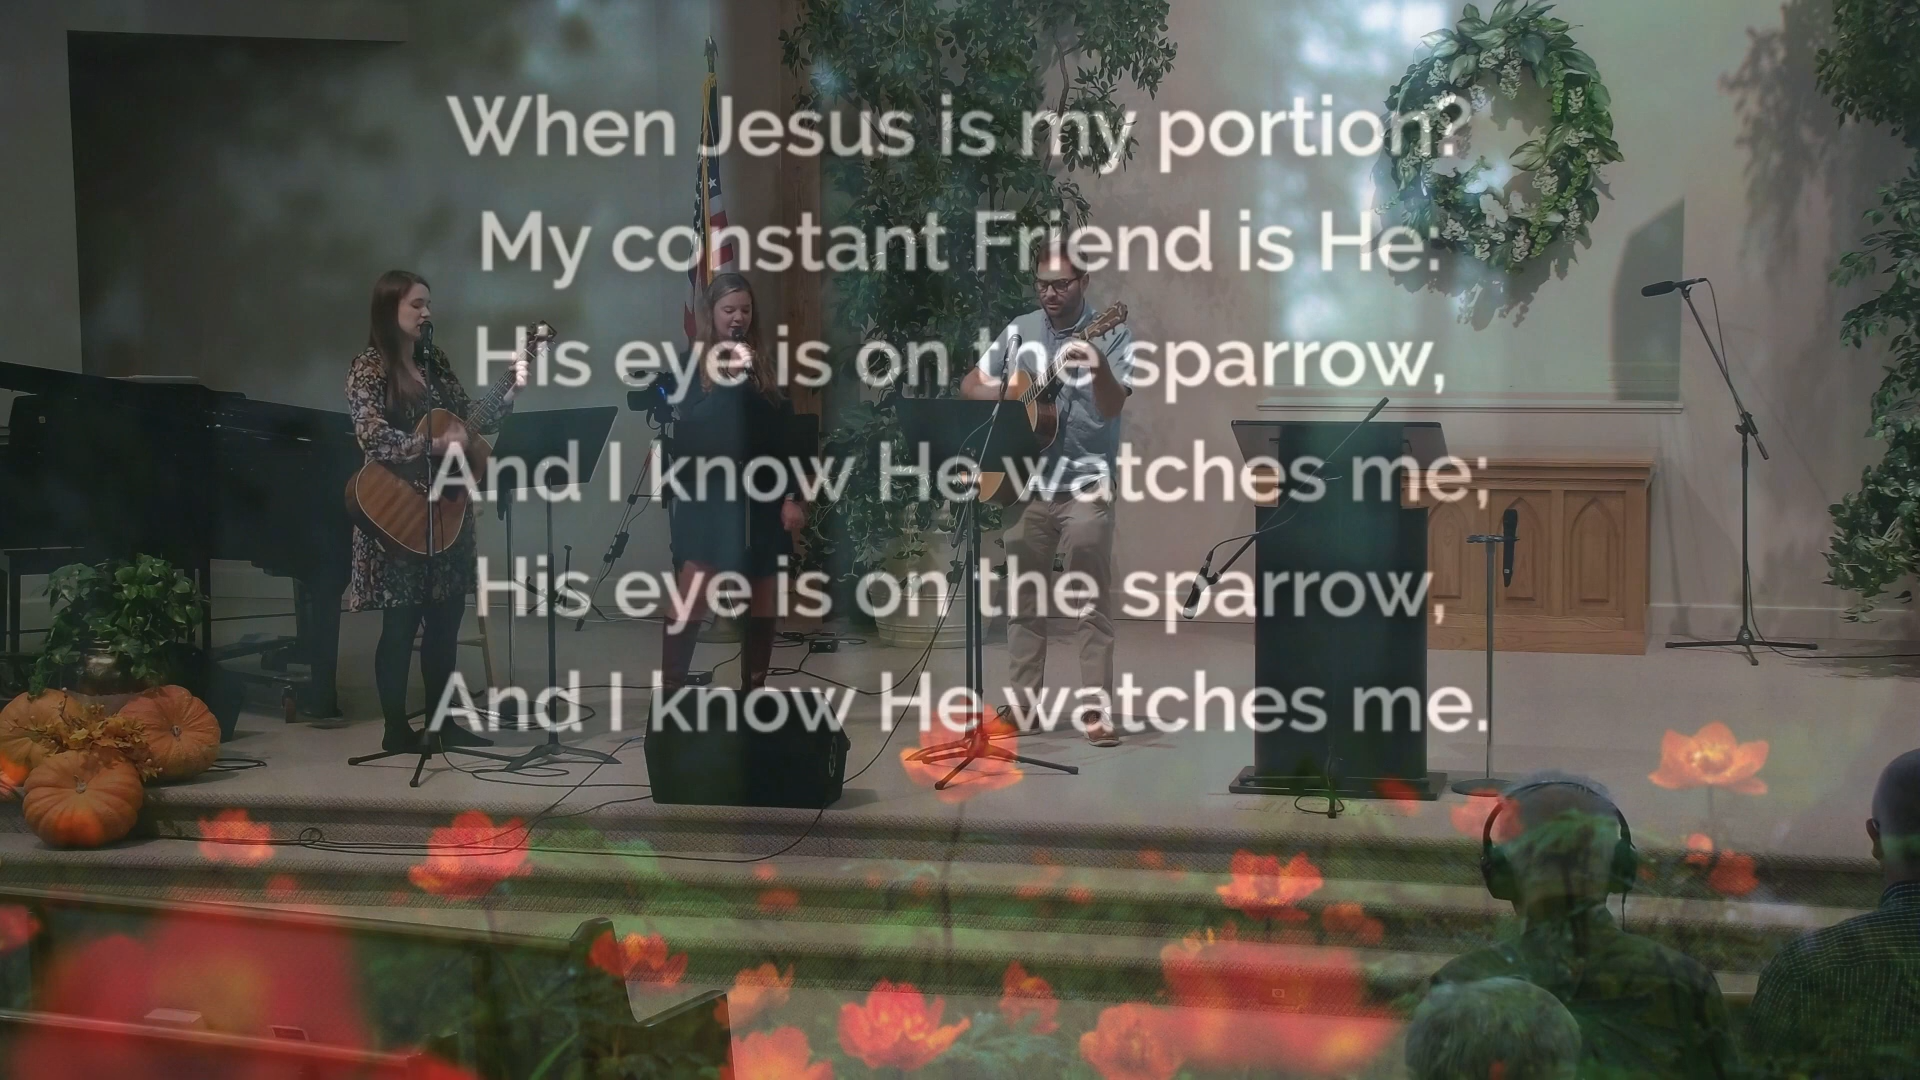 When Jesus is my portion?
My constant Friend is He:
His eye is on the sparrow,
And I know He watches me;
His eye is on the sparrow,
And I know He watches me.